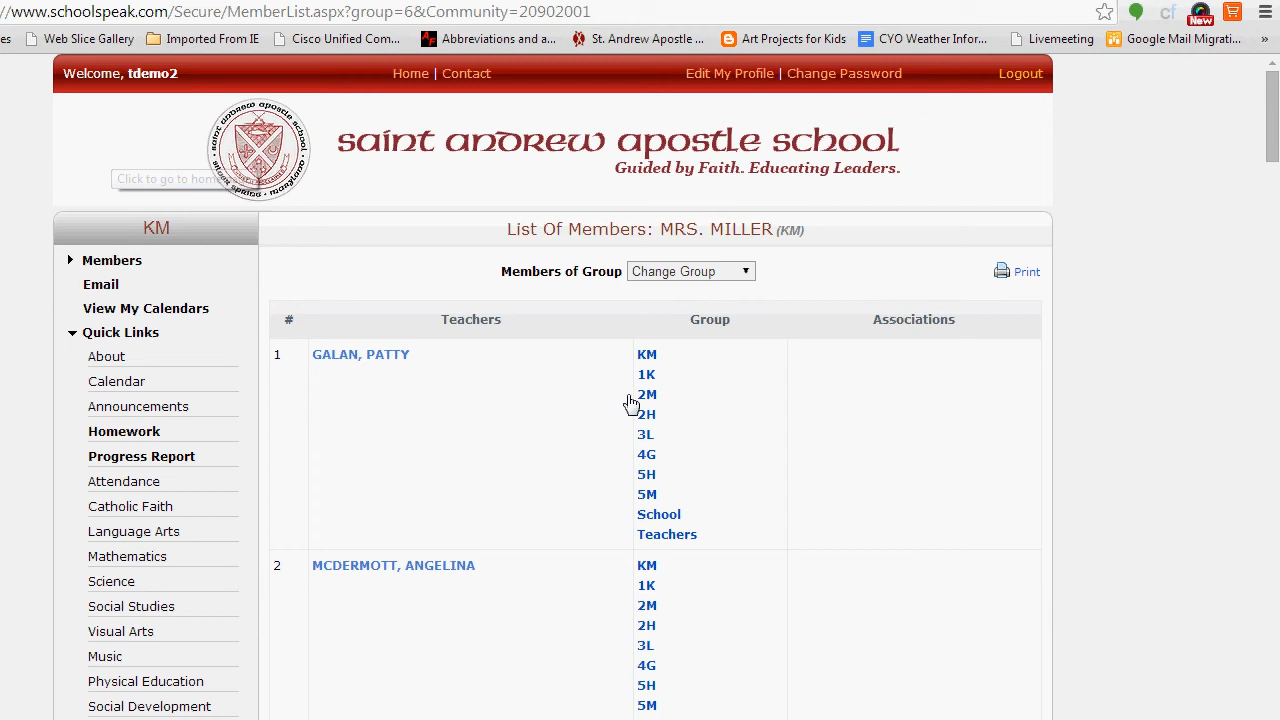 //www.schoolspeak.com/Secure/MemberList.aspx?group=6&Community=20902001
cf New
es Web Slice Gallery Imported From IE Cisco Unified Com... Abbreviations and a... St. Andrew Apostle... Art Projects for Kids CYO Weather Infor... Livemeeting Google Mail Migrati... »
Welcome, tdemo2 Home | Contact Edit My Profile | Change Password Logout
saint andrew apostle school
Guided by Faith. Educating Leaders.
Click to go to hom
KM
List Of Members: MRS. MILLER (KM)
Members
Email
View My Calendars
Quick Links
About
Calendar
Announcements
Homework
Progress Report
Attendance
Catholic Faith
Language Arts
Mathematics
Science
Social Studies
Visual Arts
Music
Physical Education
Social Development
Members of Group Change Group Print
# Teachers Group Associations
1 GALAN, PATTY KM
1K
2M
2H
3L
4G
5H
5M
School
Teachers
2 MCDERMOTT, ANGELINA KM
1K
2M
2H
3L
4G
5H
5M